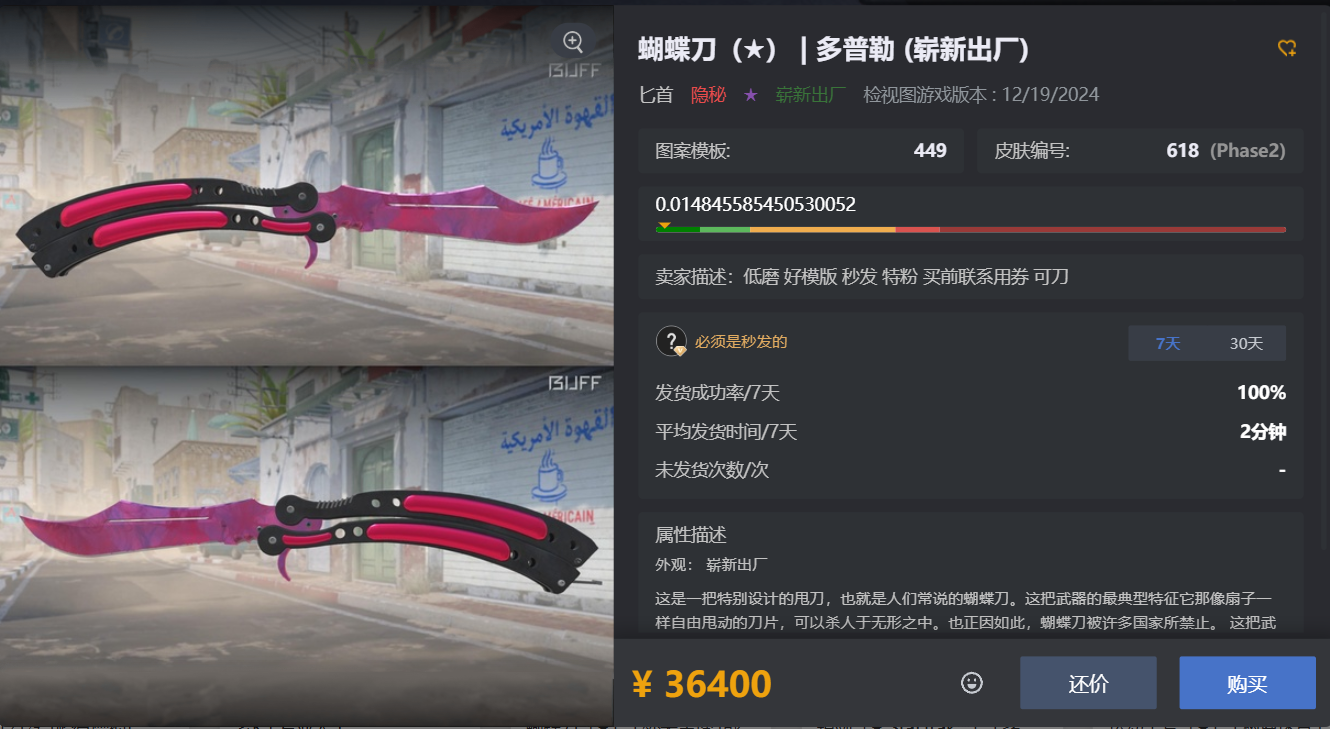 BUFF
القهوة الأمريكية
BUFF
القهوة الأمريكية
蝴蝶刀（★） | 多普勒 (崭新出厂)
匕首 隐秘 ★ 崭新出厂 检视图游戏版本 : 12/19/2024
图案模板: 449
皮肤编号: 618 (Phase2)
0.014845585450530052
卖家描述：低磨 好模版 秒发 特粉 买前联系用券 可刀
? 必须是秒发的
7天 30天
发货成功率/7天 100%
平均发货时间/7天 2分钟
未发货次数/次 -
属性描述
外观： 崭新出厂
这是一把特别设计的甩刀，也就是人们常说的蝴蝶刀。这把武器的最典型特征它那像扇子一
样自由甩动的刀片，可以杀人于无形之中。也正因如此，蝴蝶刀被许多国家所禁止。 这把武
¥ 36400
还价
购买